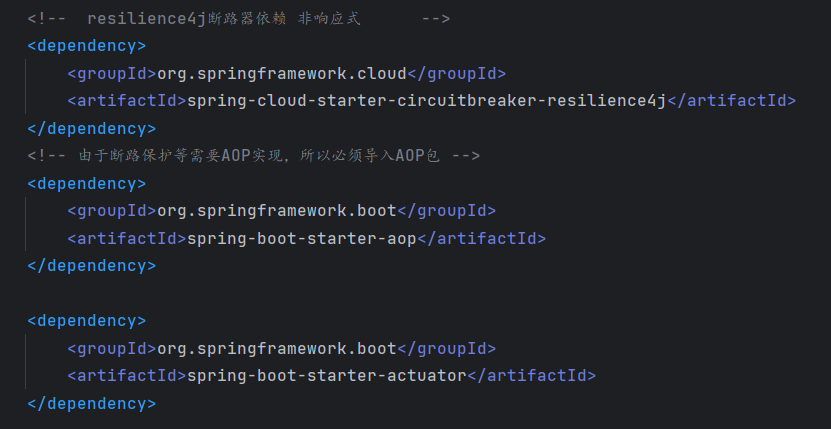 <!--  resilience4j断路器依赖 非响应式      -->
<dependency>
    <groupId>org.springframework.cloud</groupId>
    <artifactId>spring-cloud-starter-circuitbreaker-resilience4j</artifactId>
</dependency>
<!-- 由于断路保护等需要AOP实现，所以必须导入AOP包 -->
<dependency>
    <groupId>org.springframework.boot</groupId>
    <artifactId>spring-boot-starter-aop</artifactId>
</dependency>
<dependency>
    <groupId>org.springframework.boot</groupId>
    <artifactId>spring-boot-starter-actuator</artifactId>
</dependency>